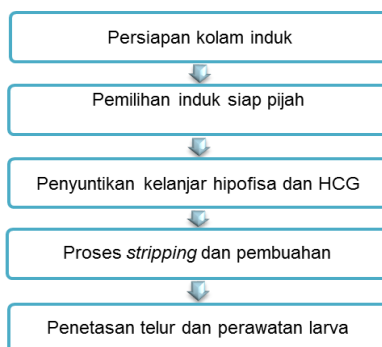 Persiapan kolam induk
Pemilihan induk siap pijah
Penyuntikan kelanjar hipofisa dan HCG
Proses stripping dan pembuahan
Penetasan telur dan perawatan larva